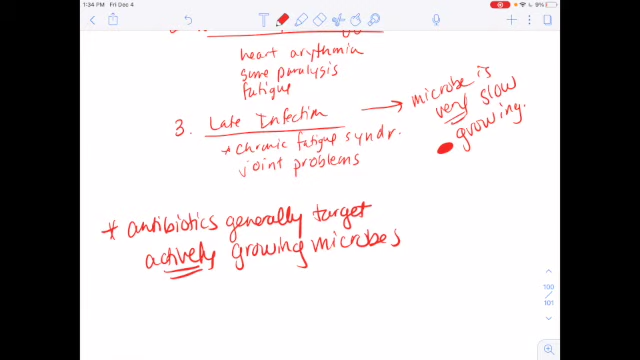 1:34 PM Fri Dec 4
9%
heart arythmia
some paralysis
fatigue
3. Late Infection
* chronic fatigue syndr.
joint problems
microbe is
very slow
growing.
* antibiotics generally target
actively growing microbes
100
101